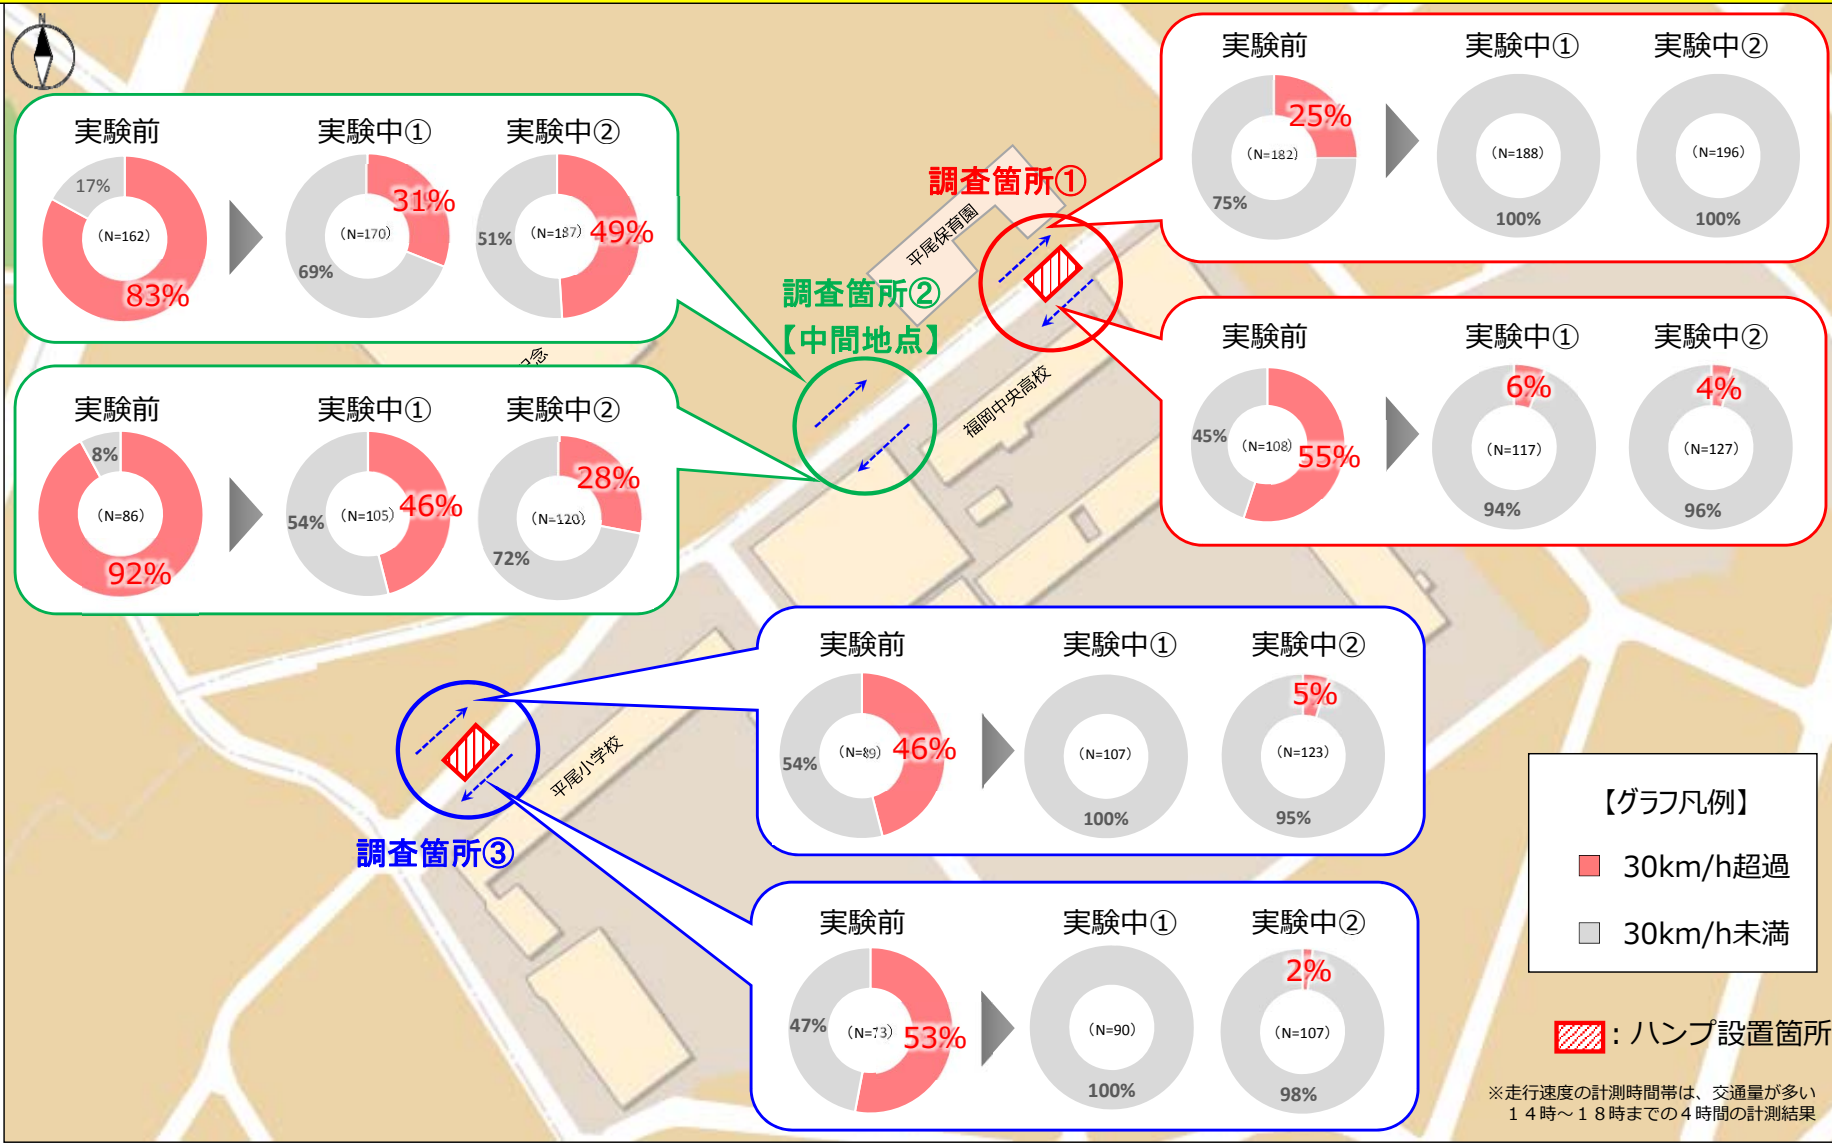 N
実験前
実験中①
実験中②
17%
(N=162)
83%
31%
(N=170)
69%
51%
(N=187)
49%
実験前
実験中①
実験中②
8%
(N=86)
92%
54%
(N=105)
46%
28%
(N=120)
72%
実験前
実験中①
実験中②
25%
(N=182)
75%
(N=188)
100%
(N=196)
100%
実験前
実験中①
実験中②
45%
(N=108)
55%
6%
(N=117)
94%
4%
(N=127)
96%
調査箇所①
平尾保育園
調査箇所②
【中間地点】
福岡中央高校
念
実験前
実験中①
実験中②
54%
(N=89)
46%
(N=107)
100%
5%
(N=123)
95%
平尾小学校
調査箇所③
実験前
実験中①
実験中②
47%
(N=73)
53%
(N=90)
100%
2%
(N=107)
98%
【グラフ凡例】
30km/h超過
30km/h未満
：ハンプ設置箇所
※走行速度の計測時間帯は、交通量が多い
１４時～１８時までの４時間の計測結果